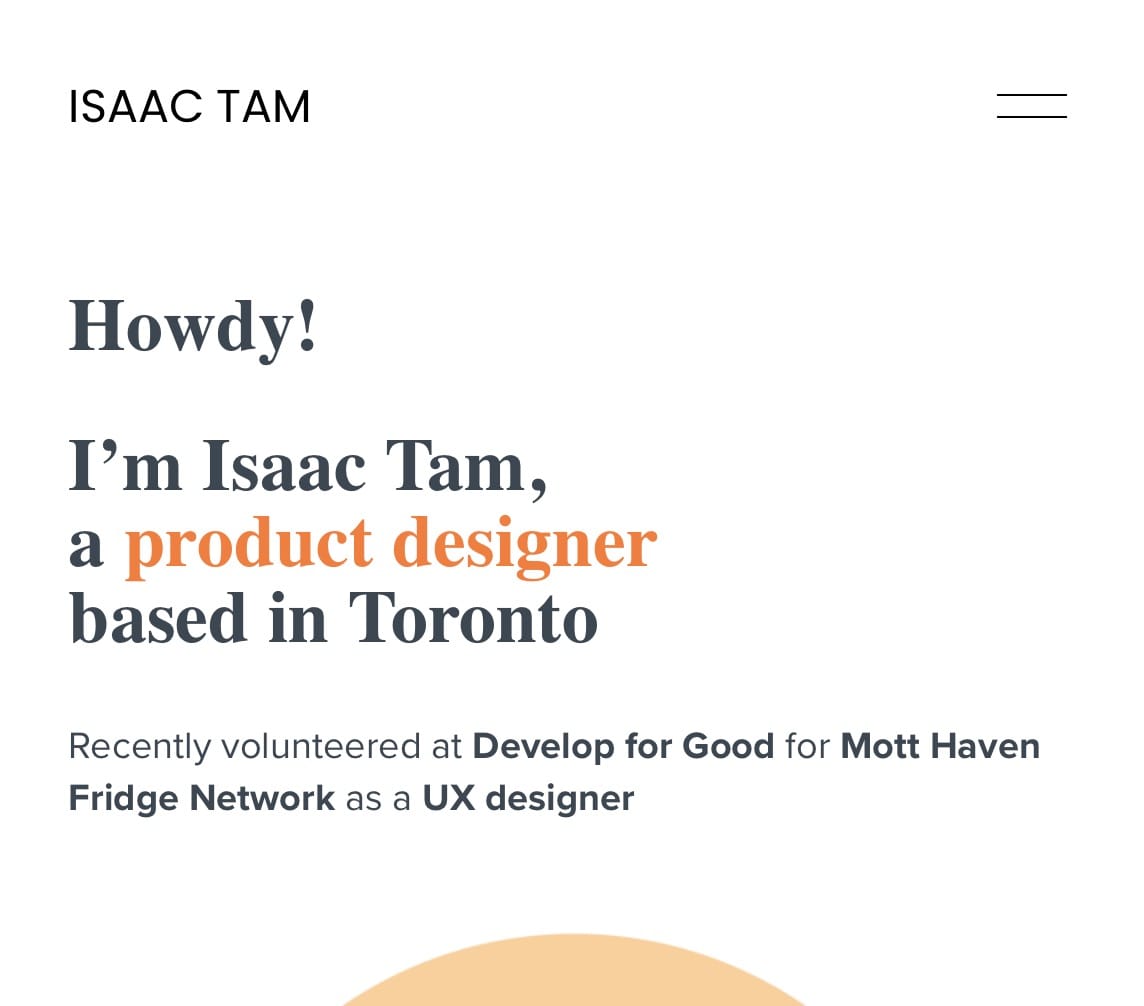 ISAAC TAM
Howdy!
I’m Isaac Tam,
a product designer
based in Toronto
Recently volunteered at Develop for Good for Mott Haven
Fridge Network as a UX designer